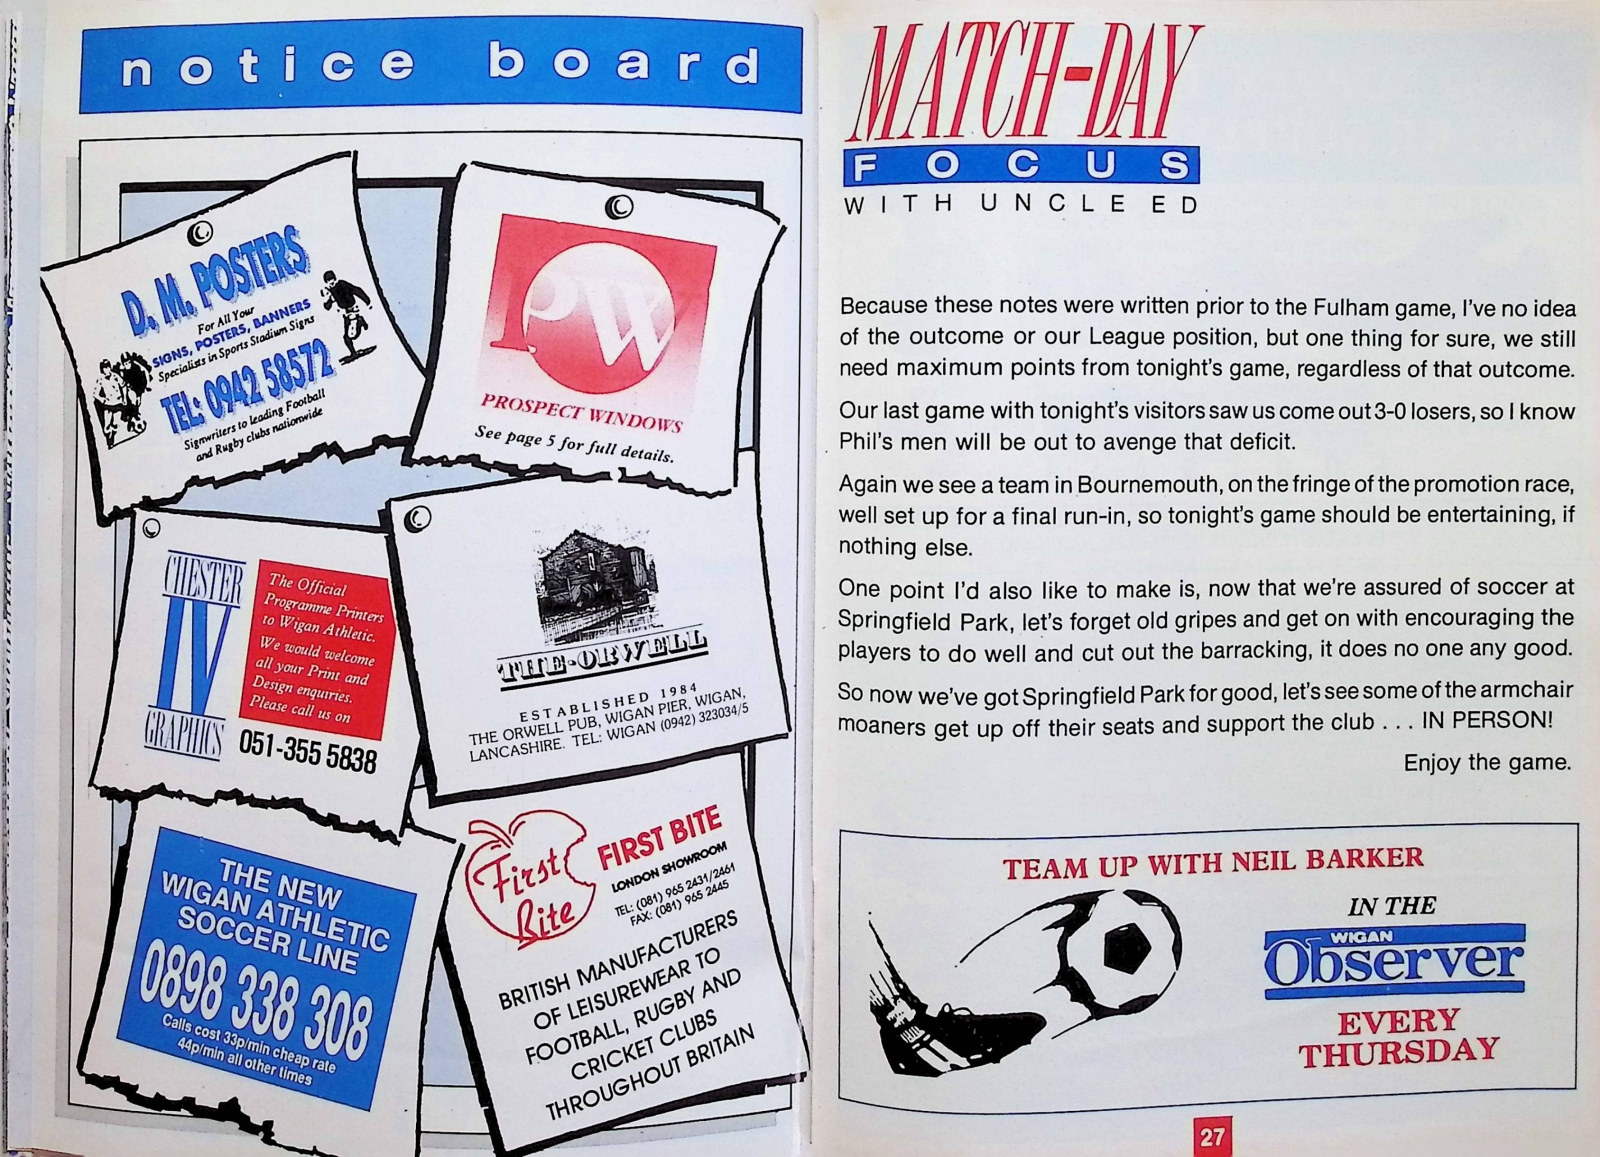 notice board
D. M. POSTERS
For All Your
SIGNS, POSTERS, BANNERS
Specialists in Sports Stadium Signs
TEL: 0942 58572
Signwriters to leading Football
and Rugby clubs nationwide
PW
PROSPECT WINDOWS
See page 5 for full details.
CHESTER
IV
GRAPHICS
The Official
Programme Printers
to Wigan Athletic.
We would welcome
all your Print and
Design enquiries.
Please call us on
051-355 5838
THE·ORWELL
ESTABLISHED 1984
THE ORWELL PUB, WIGAN PIER, WIGAN,
LANCASHIRE. TEL: WIGAN (0942) 323034/5
THE NEW
WIGAN ATHLETIC
SOCCER LINE
0898 338 308
Calls cost 33p/min cheap rate
44p/min all other times
First
Bite
FIRST BITE
LONDON SHOWROOM
TEL: (081) 965 2431/2461
FAX: (081) 965 2445
BRITISH MANUFACTURERS
OF LEISUREWEAR TO
FOOTBALL, RUGBY AND
CRICKET CLUBS
THROUGHOUT BRITAIN
MATCH-DAY
FOCUS
WITH UNCLE ED
Because these notes were written prior to the Fulham game, I've no idea
of the outcome or our League position, but one thing for sure, we still
need maximum points from tonight's game, regardless of that outcome.
Our last game with tonight's visitors saw us come out 3-0 losers, so I know
Phil's men will be out to avenge that deficit.
Again we see a team in Bournemouth, on the fringe of the promotion race,
well set up for a final run-in, so tonight's game should be entertaining, if
nothing else.
One point I'd also like to make is, now that we're assured of soccer at
Springfield Park, let's forget old gripes and get on with encouraging the
players to do well and cut out the barracking, it does no one any good.
So now we've got Springfield Park for good, let's see some of the armchair
moaners get up off their seats and support the club . . . IN PERSON!
Enjoy the game.
TEAM UP WITH NEIL BARKER
IN THE
WIGAN
Observer
EVERY
THURSDAY
27